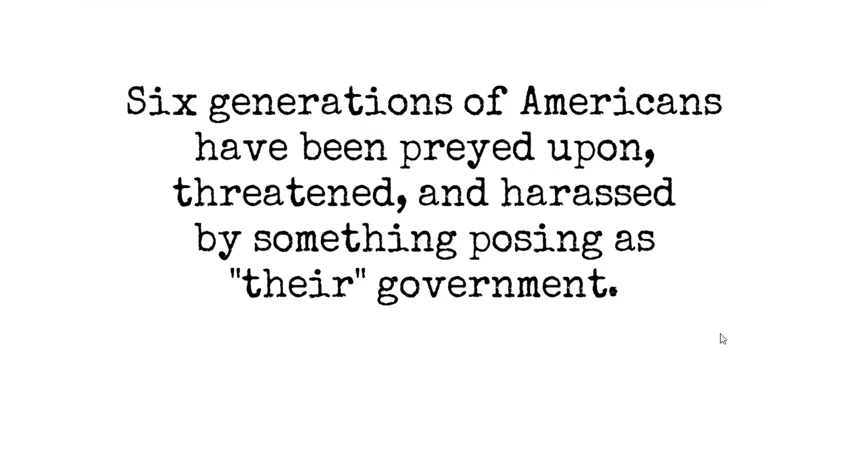 Six generations of Americans
have been preyed upon,
threatened, and harassed
by something posing as
"their" government.